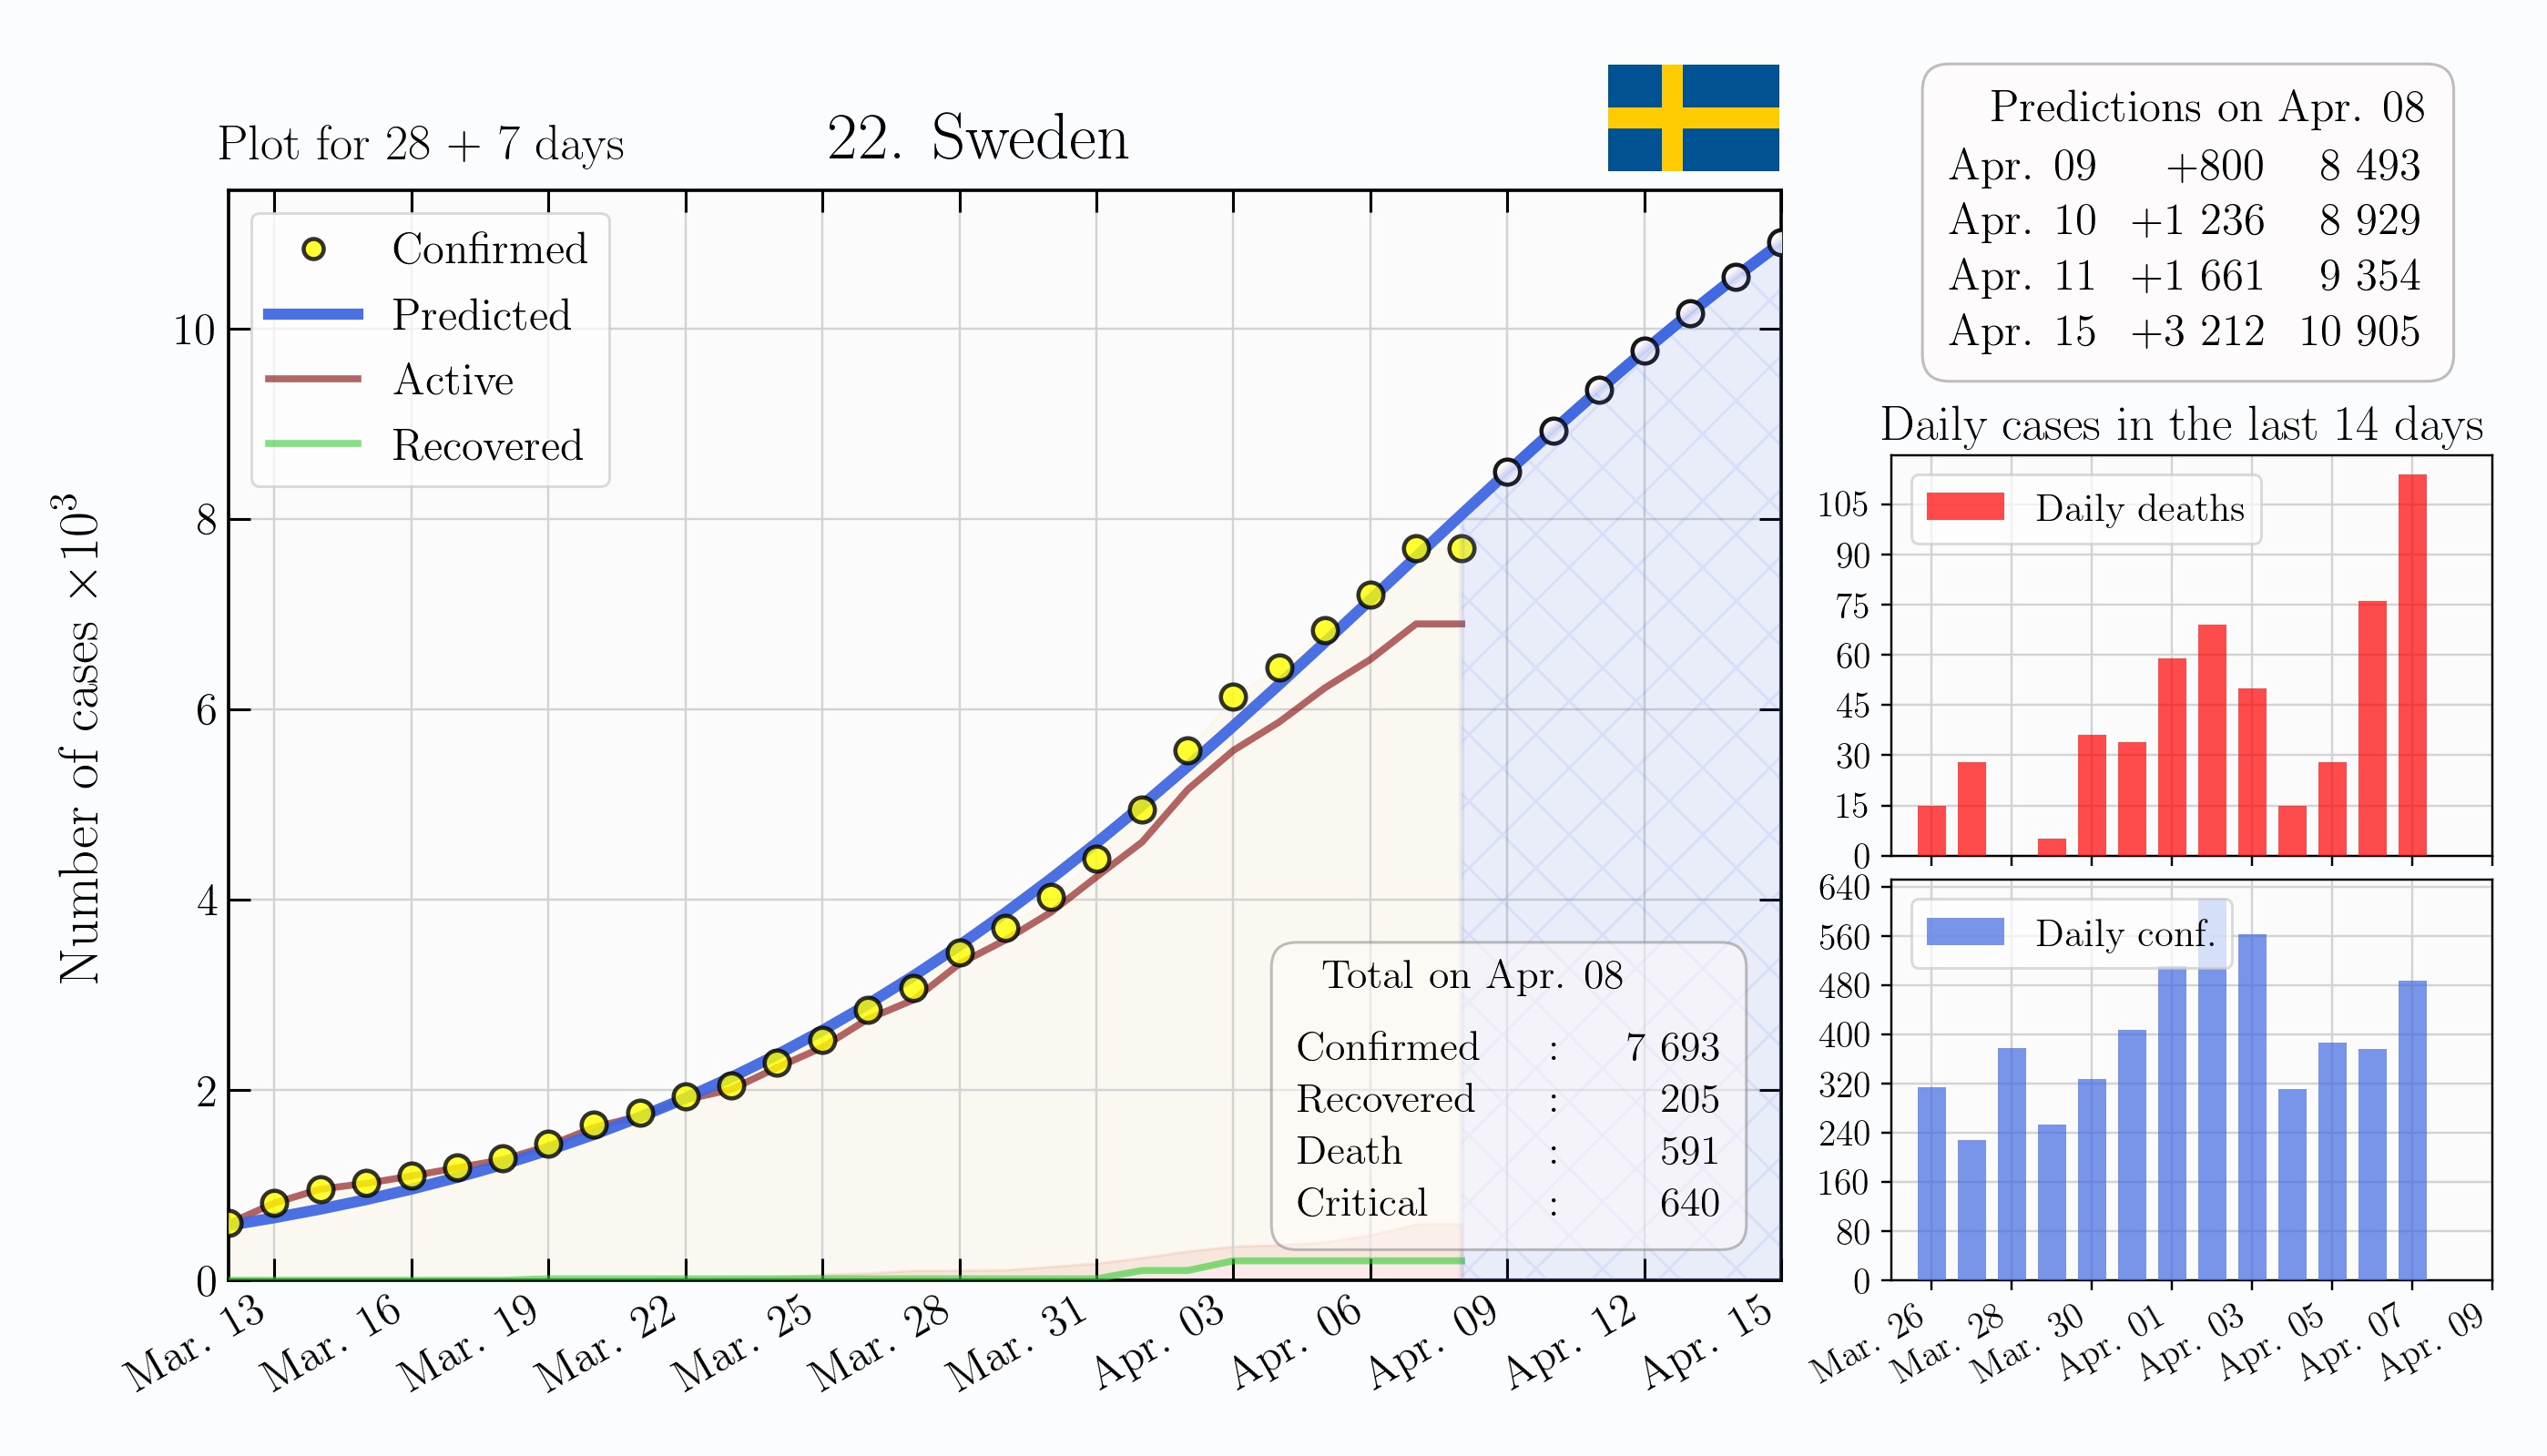 Plot for 28 + 7 days
22. Sweden
Number of cases ×10³
10
8
6
4
2
0
Confirmed
Predicted
Active
Recovered
Total on Apr. 08
Confirmed : 7 693
Recovered : 205
Death : 591
Critical : 640
Mar. 13
Mar. 16
Mar. 19
Mar. 22
Mar. 25
Mar. 28
Mar. 31
Apr. 03
Apr. 06
Apr. 09
Apr. 12
Apr. 15
Predictions on Apr. 08
Apr. 09 +800 8 493
Apr. 10 +1 236 8 929
Apr. 11 +1 661 9 354
Apr. 15 +3 212 10 905
Daily cases in the last 14 days
Daily deaths
105
90
75
60
45
30
15
0
Daily conf.
640
560
480
400
320
240
160
80
0
Mar. 26
Mar. 28
Mar. 30
Apr. 01
Apr. 03
Apr. 05
Apr. 07
Apr. 09